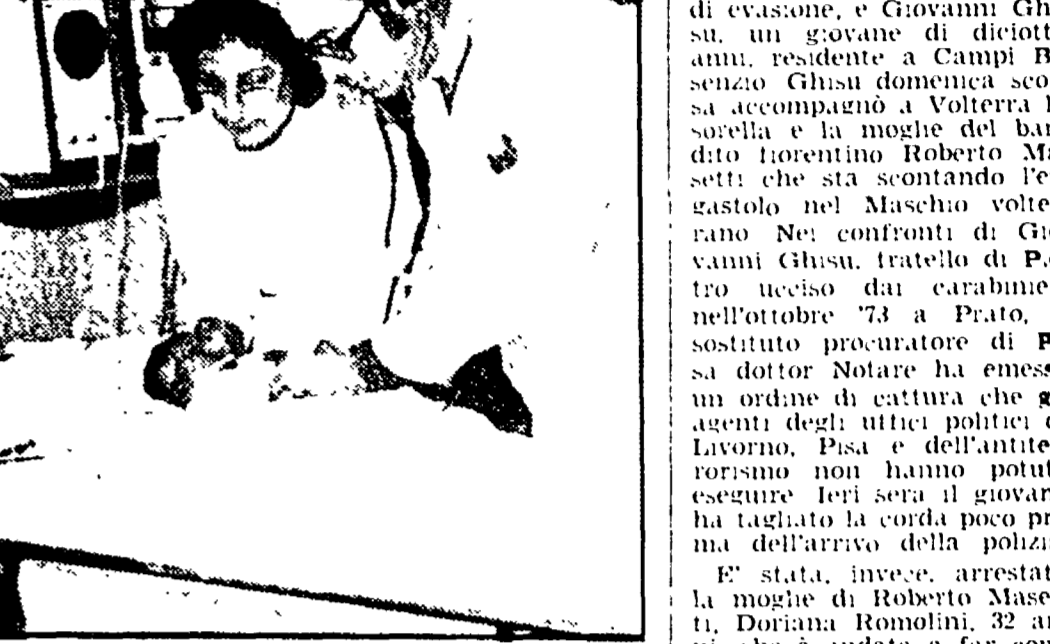 di evasione, e Giovanni Gh
su, un giovane di diciott
anni, residente a Campi B
senzio Ghisu domenica sco
sa accompagnò a Volterra l
sorella e la moglie del ban
dito fiorentino Roberto Ma
setti che sta scontando l'e
gastolo nel Maschio volte
rano Nei confronti di Gio
vanni Ghisu, fratello di P
tro ucciso dai carabinie
nell'ottobre '73 a Prato,
sostituto procuratore di P
sa dottor Notare ha emess
un ordine di cattura che g
agenti degli uffici politici d
Livorno, Pisa e dell'antite
rorismo non hanno potut
eseguire Ieri sera il giovan
ha tagliato la corda poco pr
ma dell'arrivo della polizi
E' stata, invece, arrestat
la moglie di Roberto Mase
ti, Doriana Romolini, 32 an